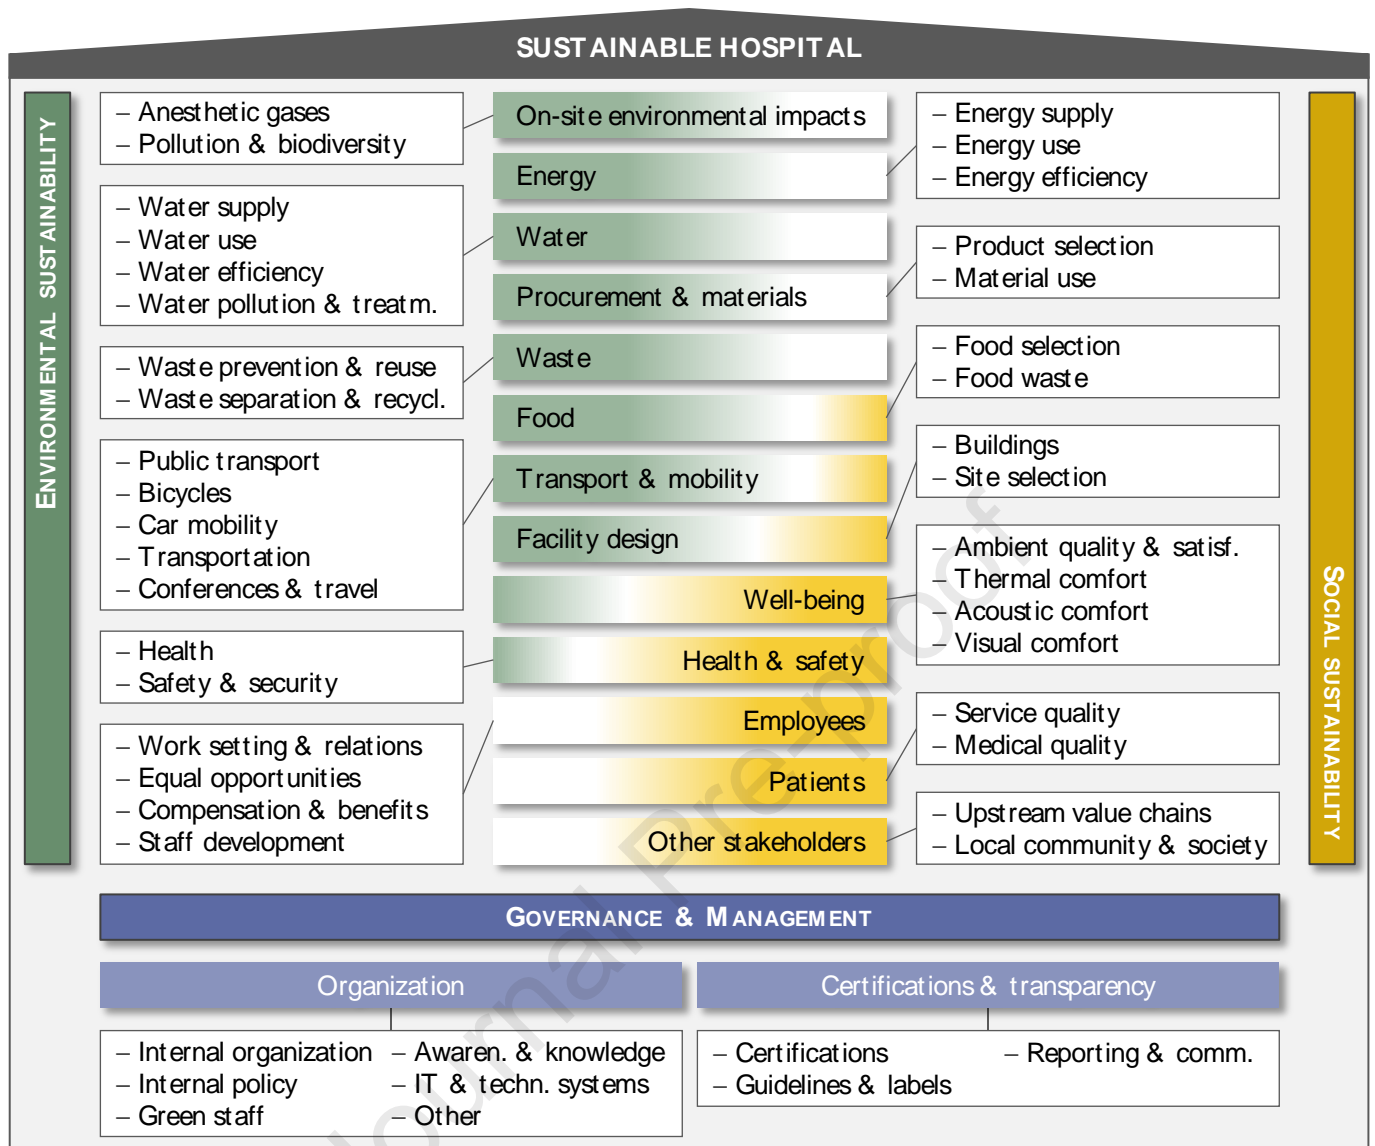 SUSTAINABLE HOSPITAL
ENVIRONMENTAL SUSTAINABILITY
– Anesthetic gases
– Pollution & biodiversity
– Water supply
– Water use
– Water efficiency
– Water pollution & treatm.
– Waste prevention & reuse
– Waste separation & recycl.
– Public transport
– Bicycles
– Car mobility
– Transportation
– Conferences & travel
– Health
– Safety & security
– Work setting & relations
– Equal opportunities
– Compensation & benefits
– Staff development
On-site environmental impacts
Energy
Water
Procurement & materials
Waste
Food
Transport & mobility
Facility design
Well-being
Health & safety
Employees
Patients
Other stakeholders
– Energy supply
– Energy use
– Energy efficiency
– Product selection
– Material use
– Food selection
– Food waste
– Buildings
– Site selection
– Ambient quality & satisf.
– Thermal comfort
– Acoustic comfort
– Visual comfort
– Service quality
– Medical quality
– Upstream value chains
– Local community & society
SOCIAL SUSTAINABILITY
GOVERNANCE & MANAGEMENT
Organization
– Internal organization
– Internal policy
– Green staff
– Awaren. & knowledge
– IT & techn. systems
– Other
Certifications & transparency
– Certifications
– Guidelines & labels
– Reporting & comm.
Journal Pre-proof